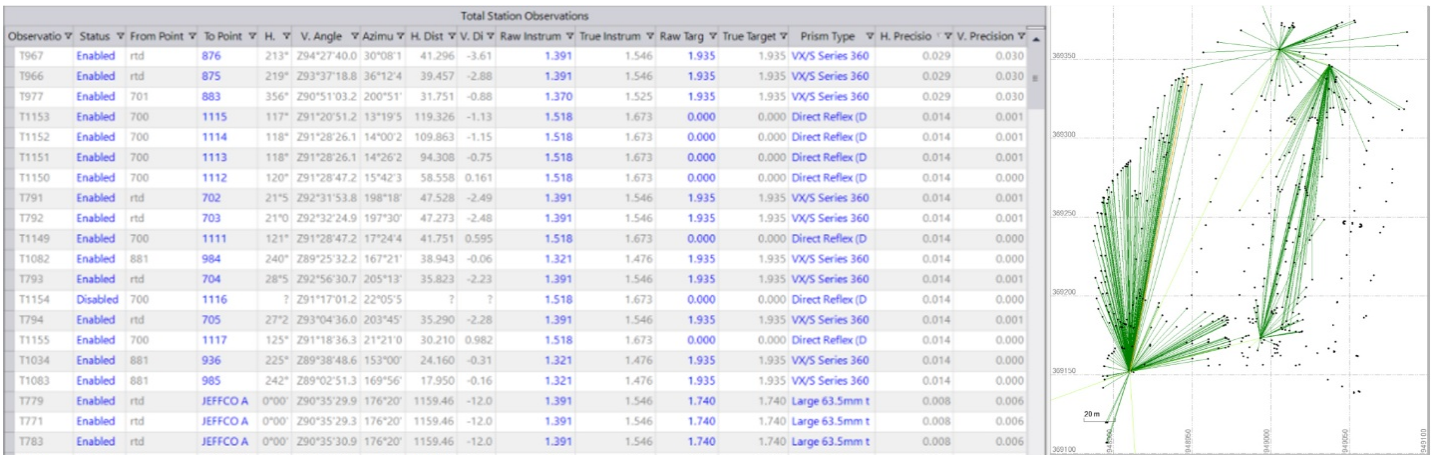 Total Station Observations
Observatio Status From Point To Point H. V. Angle Azimu H. Dist V. Di Raw Instrum True Instrum Raw Targ True Target Prism Type H. Precisio V. Precision
T967 Enabled rtd 876 213° Z94°27'40.0 30°08'1 41.296 -3.61 1.391 1.546 1.935 1.935 VX/S Series 360 0.029 0.030
T966 Enabled rtd 875 219° Z93°37'18.8 36°12'4 39.457 -2.88 1.391 1.546 1.935 1.935 VX/S Series 360 0.029 0.030
T977 Enabled 701 883 356° Z90°51'03.2 200°51' 31.751 -0.88 1.370 1.525 1.935 1.935 VX/S Series 360 0.029 0.030
T1153 Enabled 700 1115 117° Z91°20'51.2 13°19'5 119.326 -1.13 1.518 1.673 0.000 0.000 Direct Reflex (D 0.014 0.001
T1152 Enabled 700 1114 118° Z91°28'26.1 14°00'2 109.863 -1.15 1.518 1.673 0.000 0.000 Direct Reflex (D 0.014 0.001
T1151 Enabled 700 1113 118° Z91°28'26.1 14°26'2 94.308 -0.75 1.518 1.673 0.000 0.000 Direct Reflex (D 0.014 0.001
T1150 Enabled 700 1112 120° Z91°28'47.2 15°42'3 58.558 0.161 1.518 1.673 0.000 0.000 Direct Reflex (D 0.014 0.001
T791 Enabled rtd 702 21°5 Z92°31'53.8 198°18' 47.528 -2.49 1.391 1.546 1.935 1.935 VX/S Series 360 0.014 0.001
T792 Enabled rtd 703 21°0 Z92°32'24.9 197°30' 47.273 -2.48 1.391 1.546 1.935 1.935 VX/S Series 360 0.014 0.001
T1149 Enabled 700 1111 121° Z91°28'47.2 17°24'4 41.751 0.595 1.518 1.673 0.000 0.000 Direct Reflex (D 0.014 0.000
T1082 Enabled 881 984 240° Z89°25'32.2 167°21' 38.943 -0.06 1.321 1.476 1.935 1.935 VX/S Series 360 0.014 0.000
T793 Enabled rtd 704 28°5 Z92°56'30.7 205°13' 35.823 -2.23 1.391 1.546 1.935 1.935 VX/S Series 360 0.014 0.001
T1154 Disabled 700 1116 ? Z91°17'01.2 22°05'5 ? ? 1.518 1.673 0.000 0.000 Direct Reflex (D 0.014 0.000
T794 Enabled rtd 705 27°2 Z93°04'36.0 203°45' 35.290 -2.28 1.391 1.546 1.935 1.935 VX/S Series 360 0.014 0.001
T1155 Enabled 700 1117 125° Z91°18'36.3 21°21'0 30.210 0.982 1.518 1.673 0.000 0.000 Direct Reflex (D 0.014 0.000
T1034 Enabled 881 936 225° Z89°38'48.6 153°00' 24.160 -0.31 1.321 1.476 1.935 1.935 VX/S Series 360 0.014 0.000
T1083 Enabled 881 985 242° Z89°02'51.3 169°56' 17.950 -0.16 1.321 1.476 1.935 1.935 VX/S Series 360 0.014 0.000
T779 Enabled rtd JEFFCO A 0°00' Z90°35'29.9 176°20' 1159.46 -12.0 1.391 1.546 1.740 1.740 Large 63.5mm t 0.008 0.006
T771 Enabled rtd JEFFCO A 0°00' Z90°35'29.9 176°20' 1159.46 -12.0 1.391 1.546 1.740 1.740 Large 63.5mm t 0.008 0.006
T783 Enabled rtd JEFFCO A 0°00' Z90°35'30.9 176°20' 1159.46 -12.0 1.391 1.546 1.740 1.740 Large 63.5mm t 0.008 0.006
369350
369300
369250
369200
369150
20 m
369100
948950
949000
949050
949100